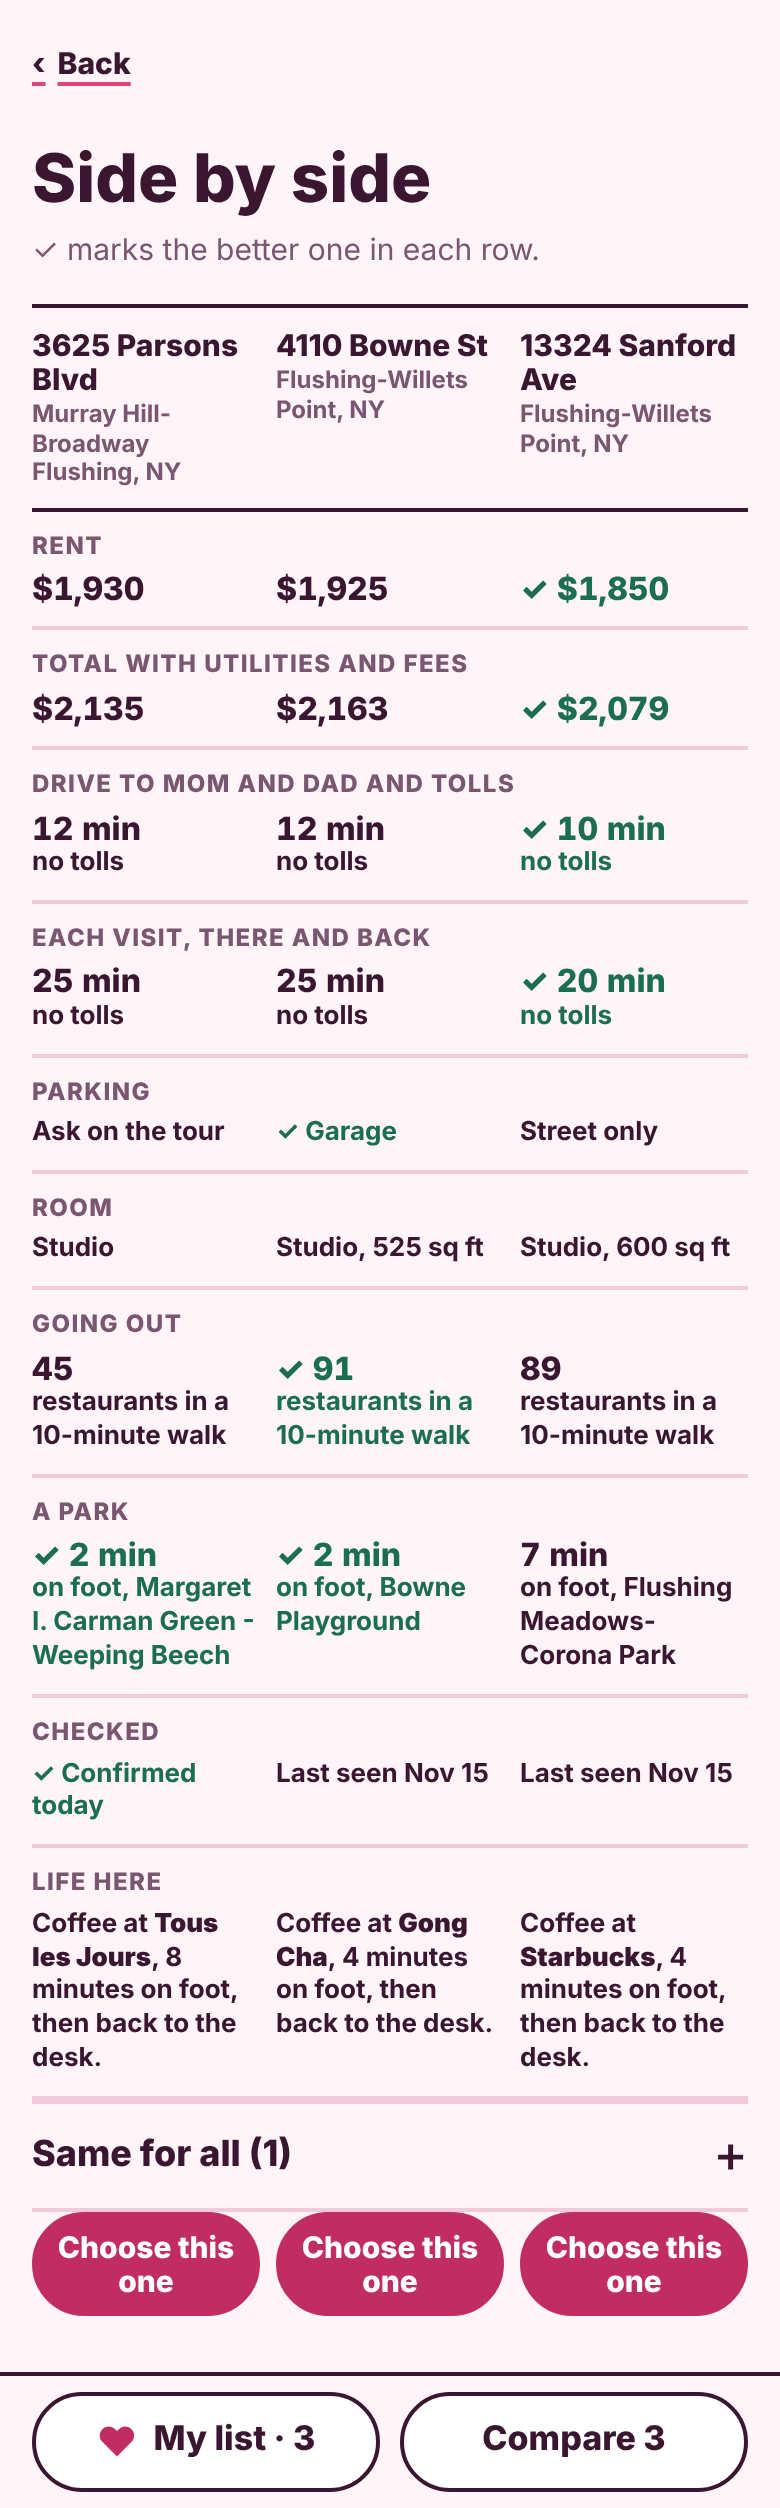 ‹ Back
Side by side
✓ marks the better one in each row.
3625 Parsons Blvd
Murray Hill-Broadway Flushing, NY
4110 Bowne St
Flushing-Willets Point, NY
13324 Sanford Ave
Flushing-Willets Point, NY
RENT
$1,930 $1,925 ✓ $1,850
TOTAL WITH UTILITIES AND FEES
$2,135 $2,163 ✓ $2,079
DRIVE TO MOM AND DAD AND TOLLS
12 min 12 min ✓ 10 min
no tolls no tolls no tolls
EACH VISIT, THERE AND BACK
25 min 25 min ✓ 20 min
no tolls no tolls no tolls
PARKING
Ask on the tour ✓ Garage Street only
ROOM
Studio Studio, 525 sq ft Studio, 600 sq ft
GOING OUT
45
restaurants in a
10-minute walk
✓ 91
restaurants in a
10-minute walk
89
restaurants in a
10-minute walk
A PARK
✓ 2 min
on foot, Margaret
I. Carman Green -
Weeping Beech
✓ 2 min
on foot, Bowne
Playground
7 min
on foot, Flushing
Meadows-
Corona Park
CHECKED
✓ Confirmed
today
Last seen Nov 15
Last seen Nov 15
LIFE HERE
Coffee at Tous
les Jours, 8
minutes on foot,
then back to the
desk.
Coffee at Gong
Cha, 4 minutes
on foot, then
back to the desk.
Coffee at
Starbucks, 4
minutes on foot,
then back to the
desk.
Same for all (1) +
Choose this
one
Choose this
one
Choose this
one
My list · 3
Compare 3